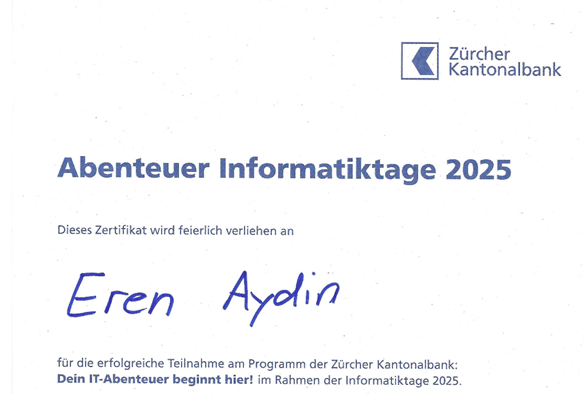 Zürcher
Kantonalbank
Abenteuer Informatiktage 2025
Dieses Zertifikat wird feierlich verliehen an
Eren Aydin
für die erfolgreiche Teilnahme am Programm der Zürcher Kantonalbank:
Dein IT-Abenteuer beginnt hier! im Rahmen der Informatiktage 2025.